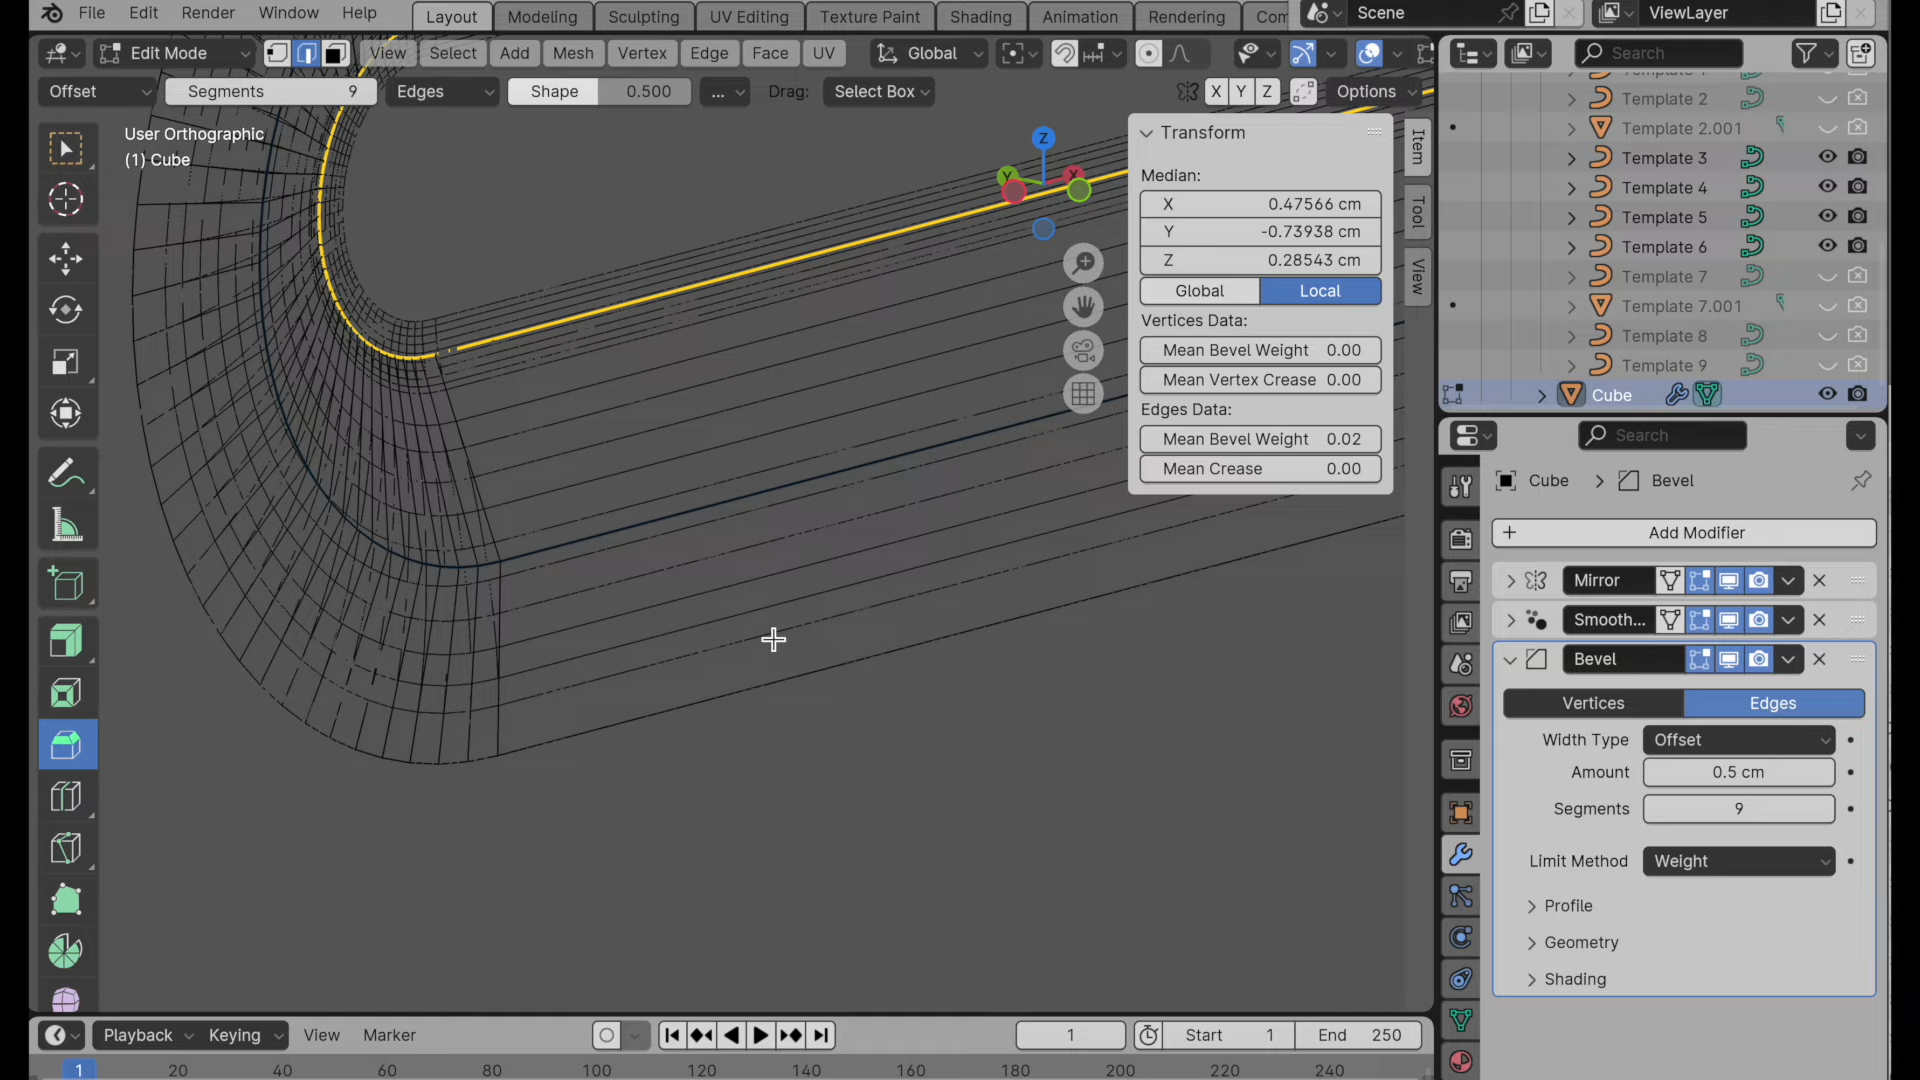 File Edit Render Window Help Layout Modeling Sculpting UV Editing Texture Paint Shading Animation Rendering Com Scene ViewLayer
Edit Mode View Select Add Mesh Vertex Edge Face UV Global Search
Offset Segments 9 Edges Shape 0.500 ... Drag: Select Box X Y Z Options
User Orthographic
(1) Cube
Z
Y
X
Transform
Median:
X 0.47566 cm
Y -0.73938 cm
Z 0.28543 cm
Global Local
Vertices Data:
Mean Bevel Weight 0.00
Mean Vertex Crease 0.00
Edges Data:
Mean Bevel Weight 0.02
Mean Crease 0.00
Item
Tool
View
Template 2
Template 2.001
Template 3
Template 4
Template 5
Template 6
Template 7
Template 7.001
Template 8
Template 9
Cube
Search
Cube Bevel
Add Modifier
Mirror
Smooth...
Bevel
Vertices Edges
Width Type Offset
Amount 0.5 cm
Segments 9
Limit Method Weight
Profile
Geometry
Shading
Playback Keying View Marker 1 Start 1 End 250
1 20 40 60 80 100 120 140 160 180 200 220 240